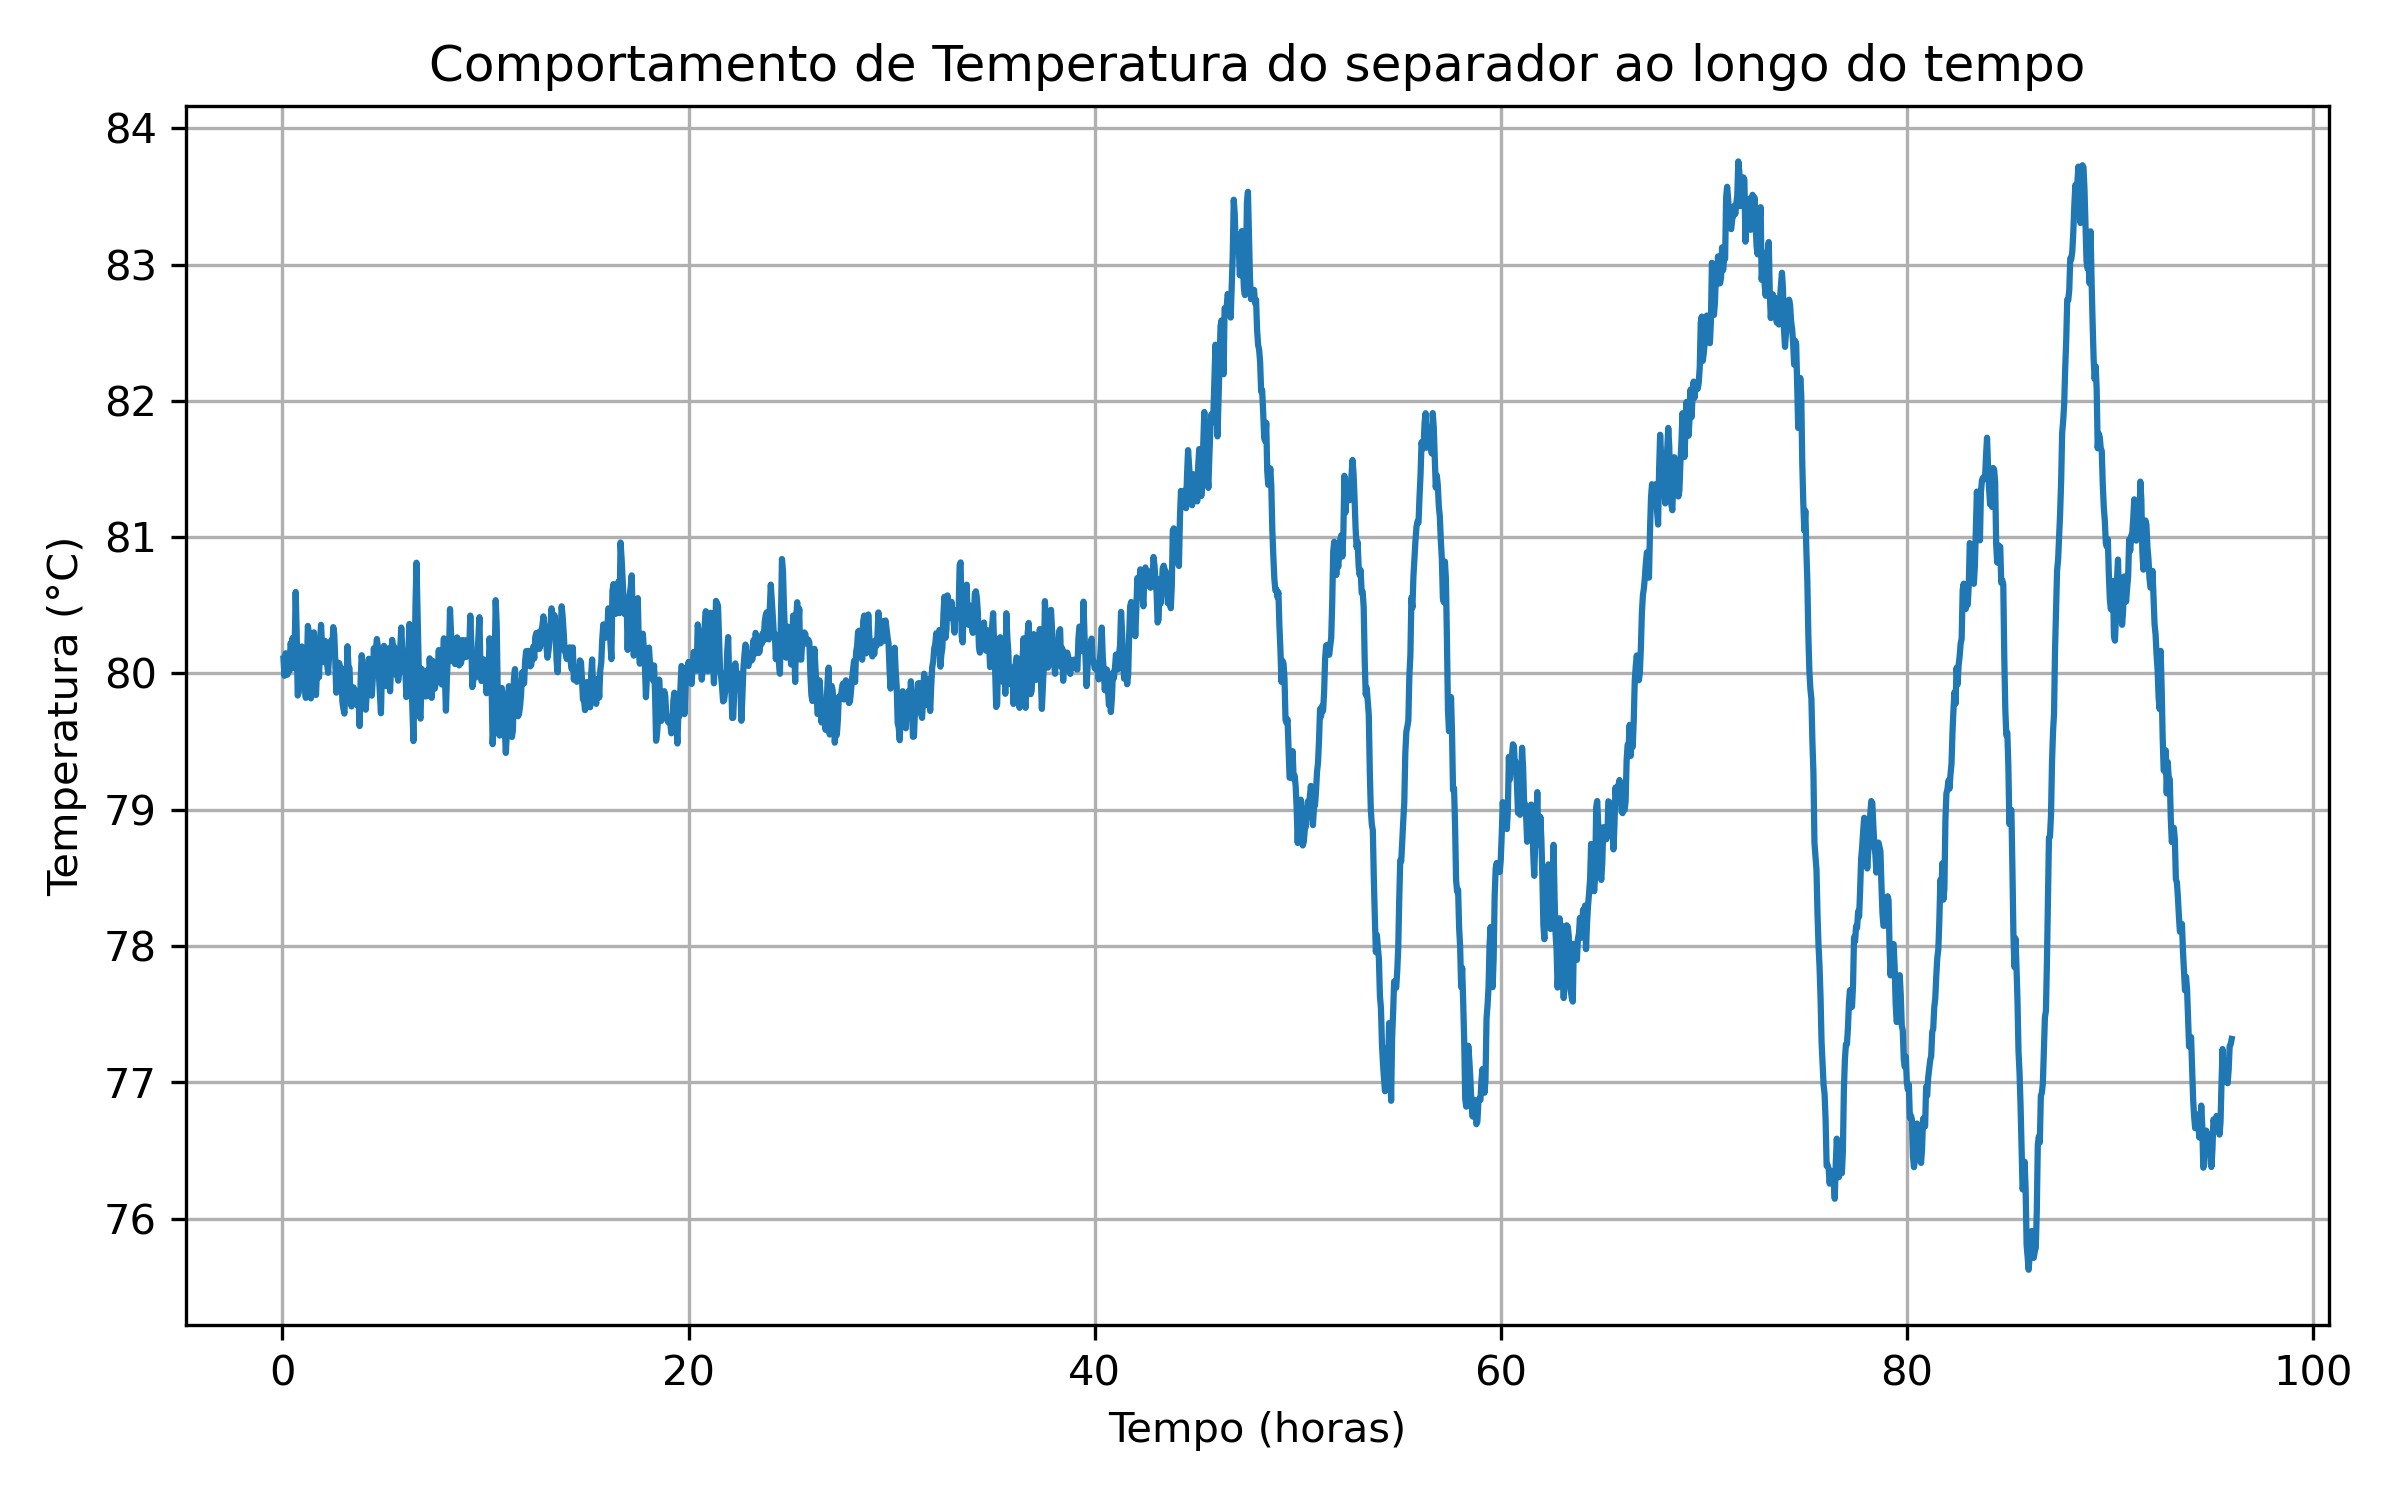 Comportamento de Temperatura do separador ao longo do tempo
84
83
82
81
80
79
78
77
76
Temperatura (°C)
0 20 40 60 80 100
Tempo (horas)